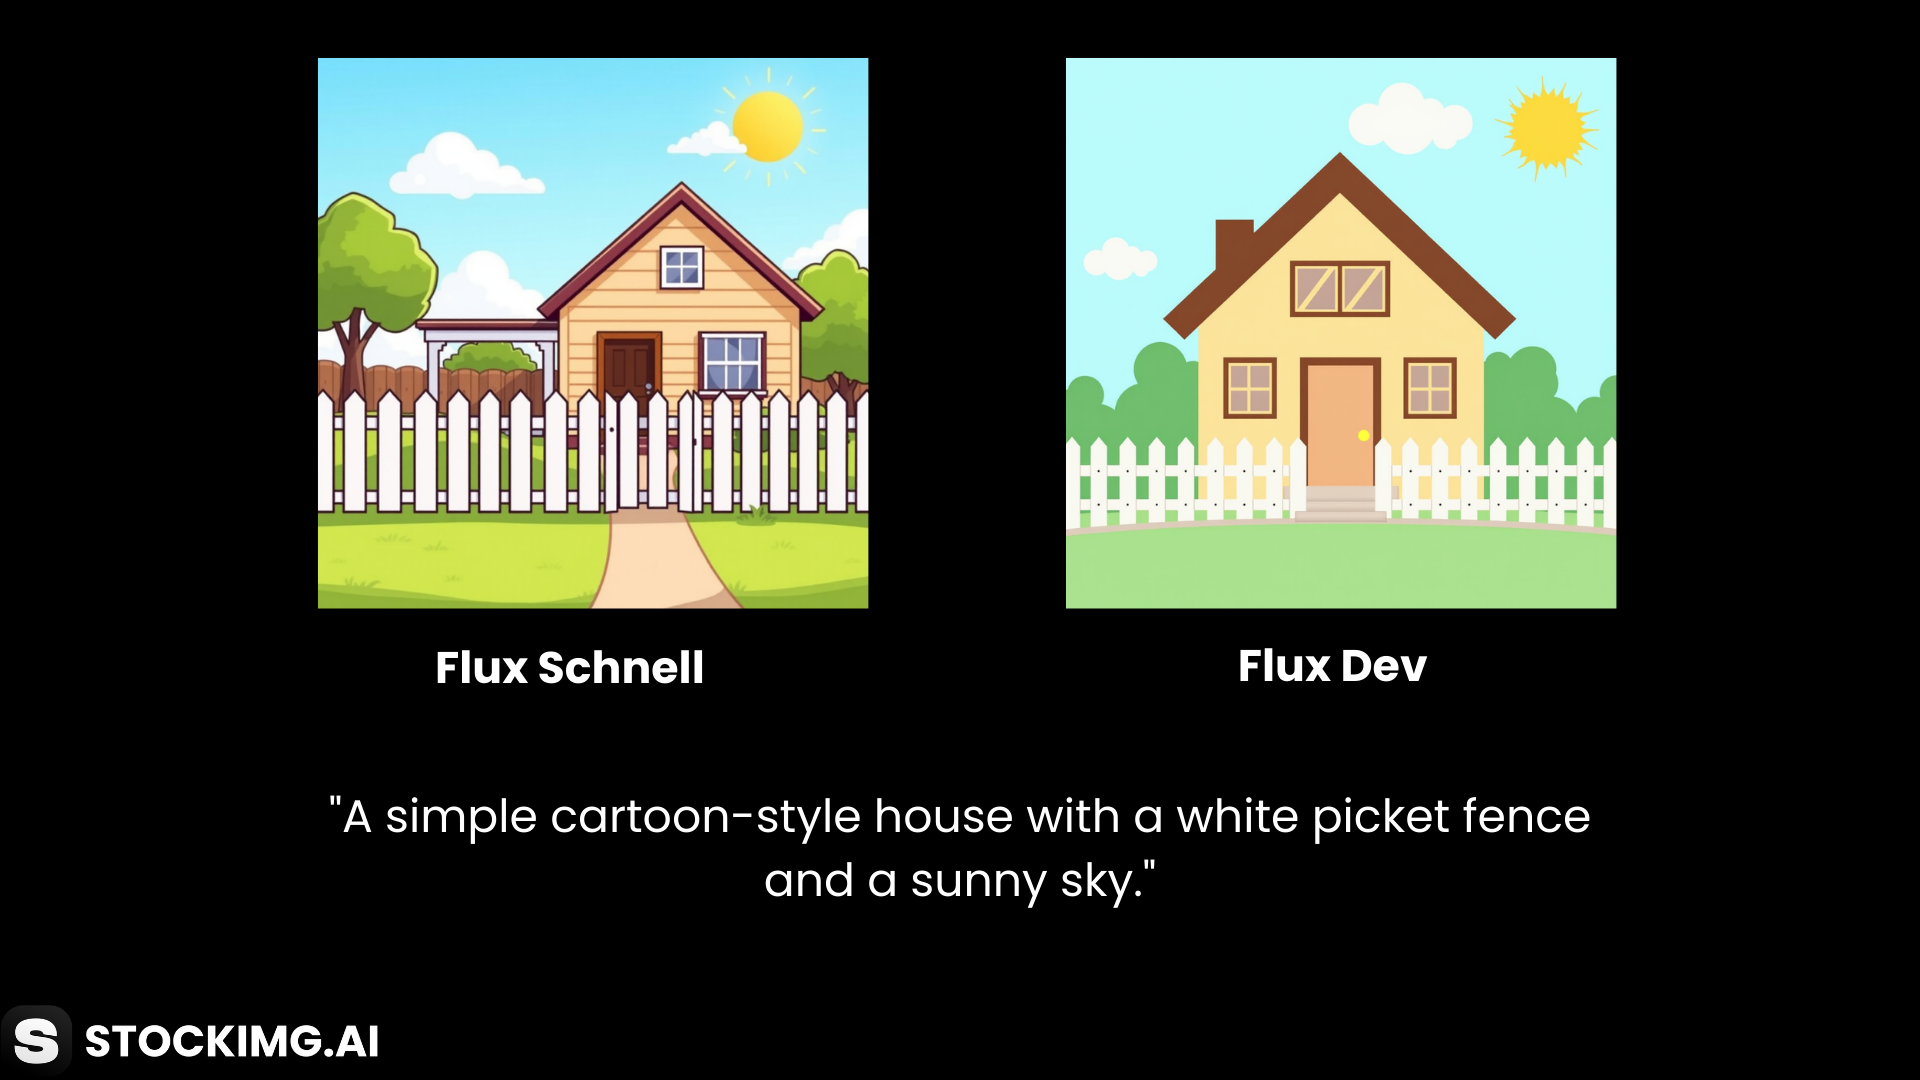 Flux Schnell
Flux Dev
"A simple cartoon-style house with a white picket fence
and a sunny sky."
S STOCKIMG.AI